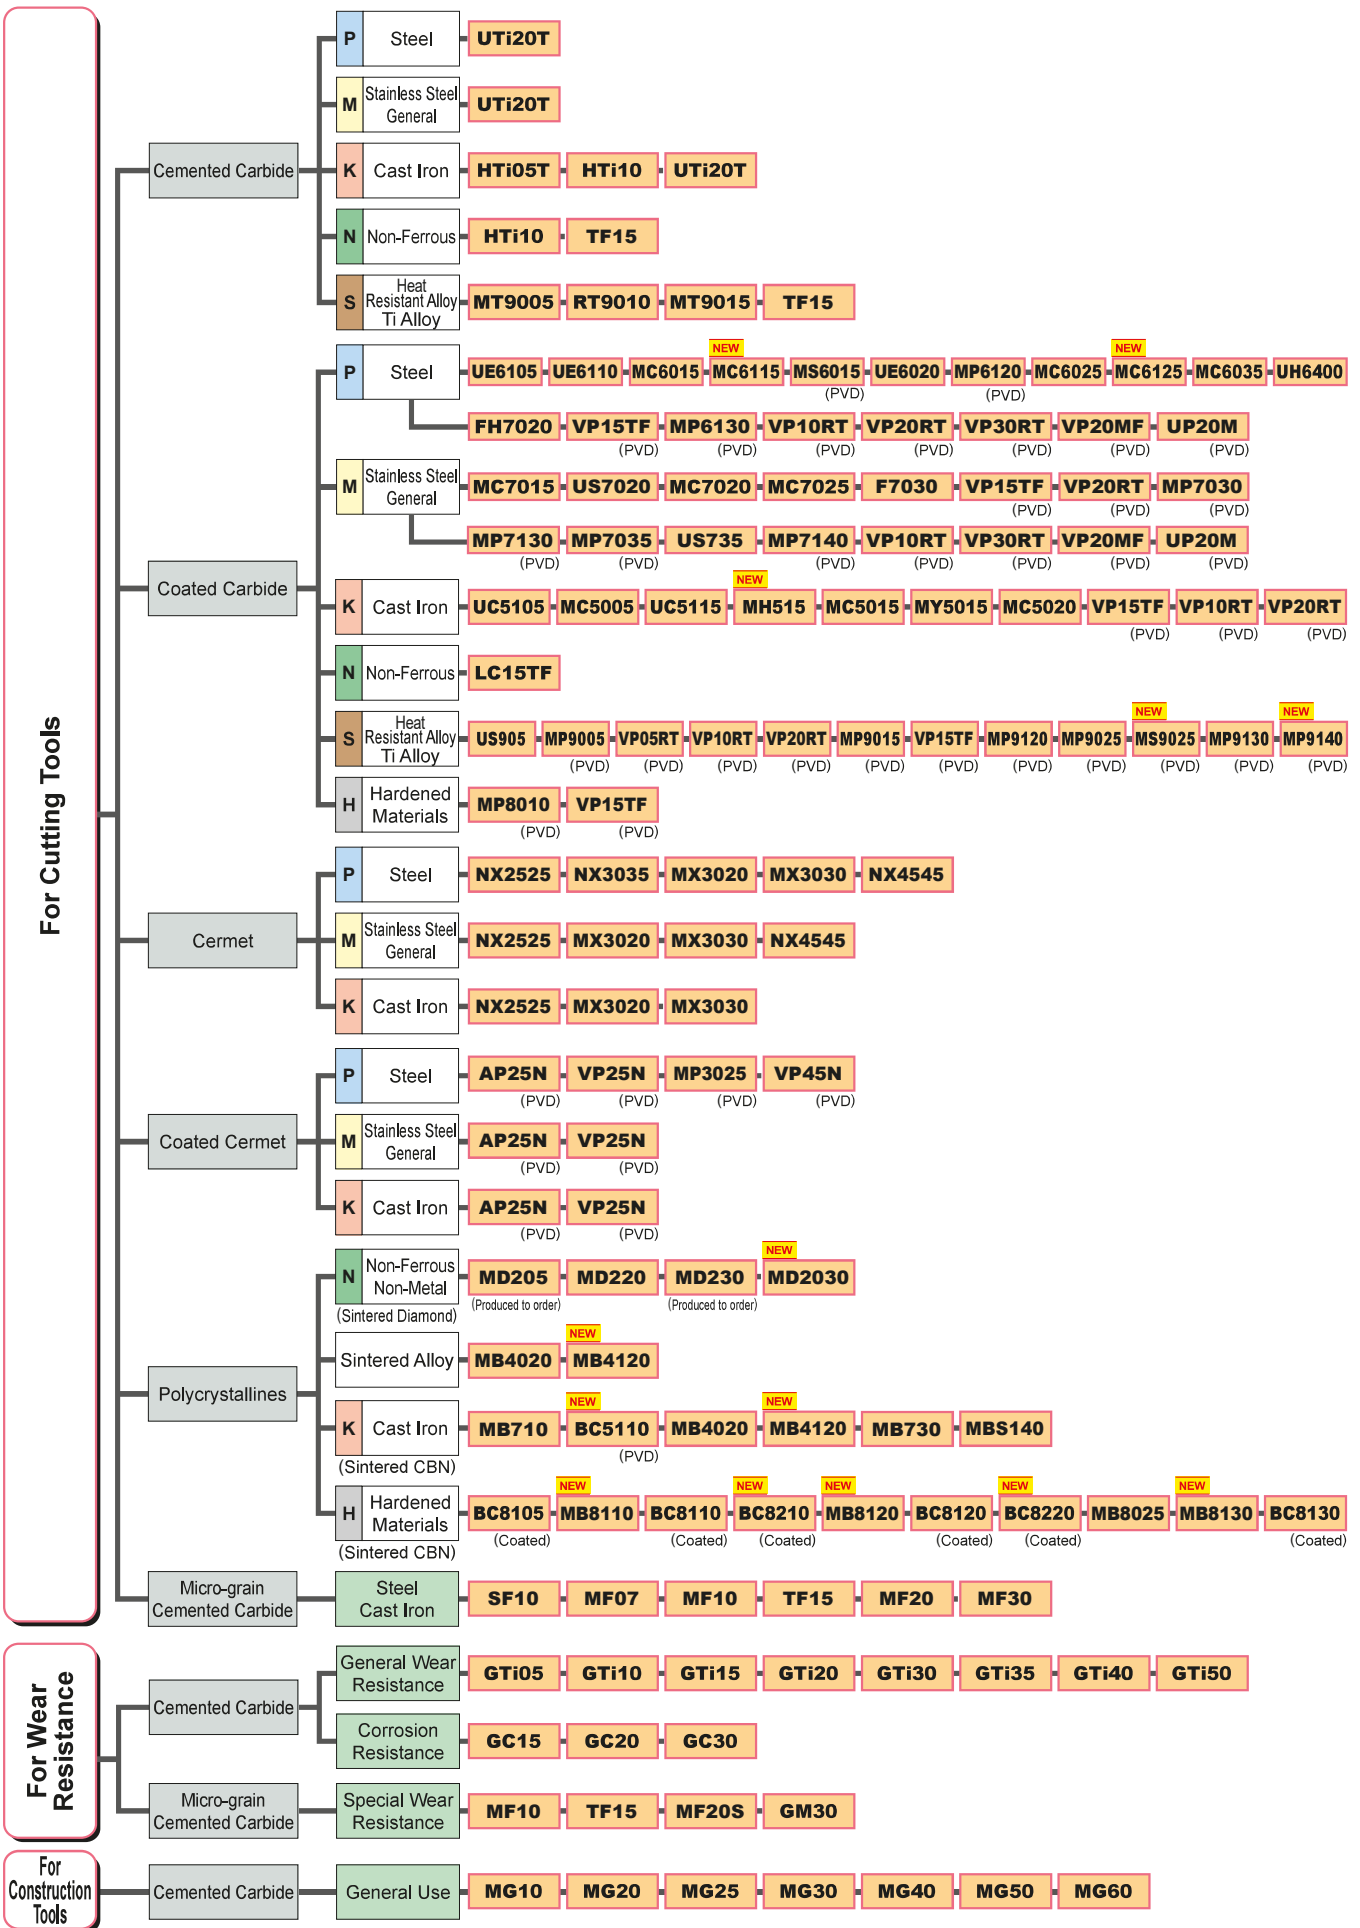 For Cutting Tools
Cemented Carbide
P Steel UTi20T
M Stainless Steel
General UTi20T
K Cast Iron HTi05T HTi10 UTi20T
N Non-Ferrous HTi10 TF15
S Heat
Resistant Alloy
Ti Alloy MT9005 RT9010 MT9015 TF15
Coated Carbide
NEW NEW
P Steel UE6105 UE6110 MC6015 MC6115 MS6015 UE6020 MP6120 MC6025 MC6125 MC6035 UH6400
(PVD) (PVD)
FH7020 VP15TF MP6130 VP10RT VP20RT VP30RT VP20MF UP20M
(PVD) (PVD) (PVD) (PVD) (PVD) (PVD) (PVD)
M Stainless Steel
General MC7015 US7020 MC7020 MC7025 F7030 VP15TF VP20RT MP7030
(PVD) (PVD) (PVD)
MP7130 MP7035 US735 MP7140 VP10RT VP30RT VP20MF UP20M
(PVD) (PVD) (PVD) (PVD) (PVD) (PVD) (PVD)
NEW
K Cast Iron UC5105 MC5005 UC5115 MH515 MC5015 MY5015 MC5020 VP15TF VP10RT VP20RT
(PVD) (PVD) (PVD)
N Non-Ferrous LC15TF
NEW NEW
S Heat
Resistant Alloy
Ti Alloy US905 MP9005 VP05RT VP10RT VP20RT MP9015 VP15TF MP9120 MP9025 MS9025 MP9130 MP9140
(PVD) (PVD) (PVD) (PVD) (PVD) (PVD) (PVD) (PVD) (PVD) (PVD) (PVD)
H Hardened
Materials MP8010 VP15TF
(PVD) (PVD)
Cermet
P Steel NX2525 NX3035 MX3020 MX3030 NX4545
M Stainless Steel
General NX2525 MX3020 MX3030 NX4545
K Cast Iron NX2525 MX3020 MX3030
Coated Cermet
P Steel AP25N VP25N MP3025 VP45N
(PVD) (PVD) (PVD) (PVD)
M Stainless Steel
General AP25N VP25N
(PVD) (PVD)
K Cast Iron AP25N VP25N
(PVD) (PVD)
Polycrystallines
NEW
N Non-Ferrous
Non-Metal MD205 MD220 MD230 MD2030
(Sintered Diamond) (Produced to order) (Produced to order)
NEW
Sintered Alloy MB4020 MB4120
NEW NEW
K Cast Iron MB710 BC5110 MB4020 MB4120 MB730 MBS140
(Sintered CBN) (PVD)
NEW NEW NEW NEW NEW
H Hardened
Materials BC8105 MB8110 BC8110 BC8210 MB8120 BC8120 BC8220 MB8025 MB8130 BC8130
(Sintered CBN) (Coated) (Coated) (Coated) (Coated) (Coated) (Coated)
Micro-grain
Cemented Carbide
Steel
Cast Iron SF10 MF07 MF10 TF15 MF20 MF30
For Wear
Resistance
Cemented Carbide
General Wear
Resistance GTi05 GTi10 GTi15 GTi20 GTi30 GTi35 GTi40 GTi50
Corrosion
Resistance GC15 GC20 GC30
Micro-grain
Cemented Carbide
Special Wear
Resistance MF10 TF15 MF20S GM30
For
Construction
Tools
Cemented Carbide
General Use MG10 MG20 MG25 MG30 MG40 MG50 MG60